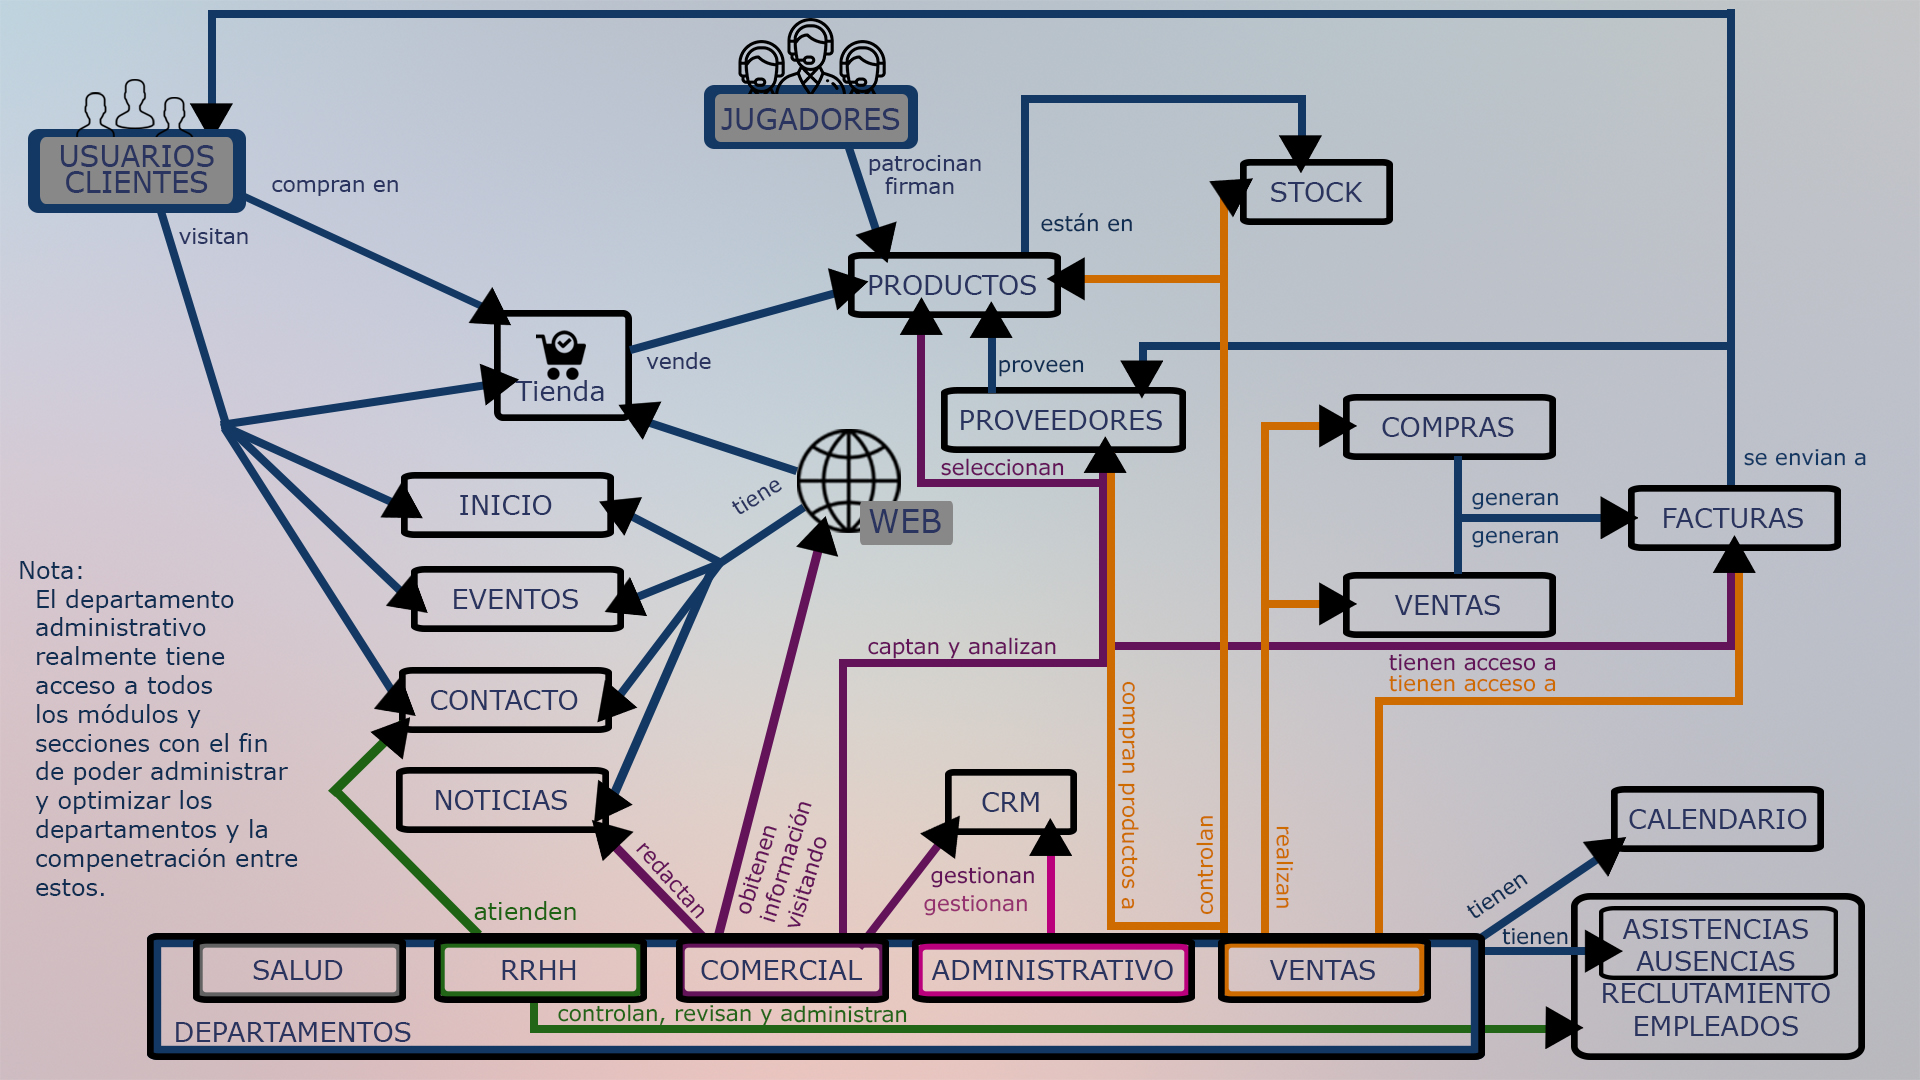 JUGADORES
USUARIOS
CLIENTES
compran en
visitan
patrocinan
firman
STOCK
están en
PRODUCTOS
vende
Tienda
proveen
PROVEEDORES
COMPRAS
seleccionan
se envian a
generan
generan
FACTURAS
tiene
WEB
INICIO
EVENTOS
VENTAS
captan y analizan
tienen acceso a
tienen acceso a
CONTACTO
NOTICIAS
Nota:
El departamento
administrativo
realmente tiene
acceso a todos
los módulos y
secciones con el fin
de poder administrar
y optimizar los
departamentos y la
compenetración entre
estos.
CRM
compran productos a
controlan
realizan
redactan
obitenen
información
visitando
gestionan
gestionan
atienden
CALENDARIO
tienen
tienen
ASISTENCIAS
AUSENCIAS
RECLUTAMIENTO
EMPLEADOS
SALUD
RRHH
COMERCIAL
ADMINISTRATIVO
VENTAS
controlan, revisan y administran
DEPARTAMENTOS